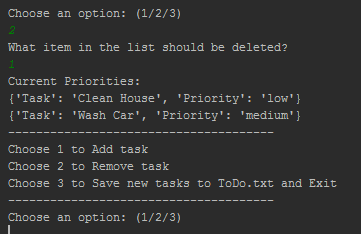 Choose an option: (1/2/3)
2
What item in the list should be deleted?
1
Current Priorities:
{'Task': 'Clean House', 'Priority': 'low'}
{'Task': 'Wash Car', 'Priority': 'medium'}
--------------------------------------
Choose 1 to Add task
Choose 2 to Remove task
Choose 3 to Save new tasks to ToDo.txt and Exit
--------------------------------------
Choose an option: (1/2/3)